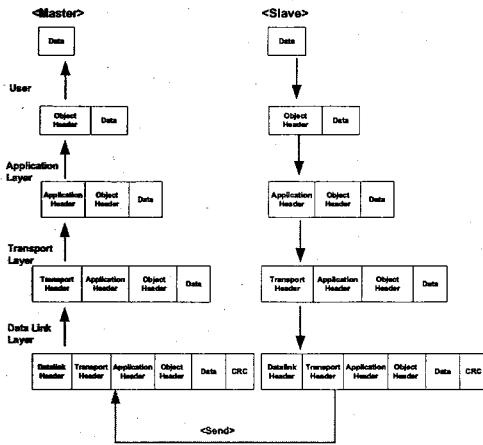 <Master>
<Slave>
Data
Data
User
Object Header Data
Object Header Data
Application Layer
Application Header Object Header Data
Application Header Object Header Data
Transport Layer
Transport Header Application Header Object Header Data
Transport Header Application Header Object Header Data
Data Link Layer
Datalink Header Transport Header Application Header Object Header Data CRC
Datalink Header Transport Header Application Header Object Header Data CRC
<Send>